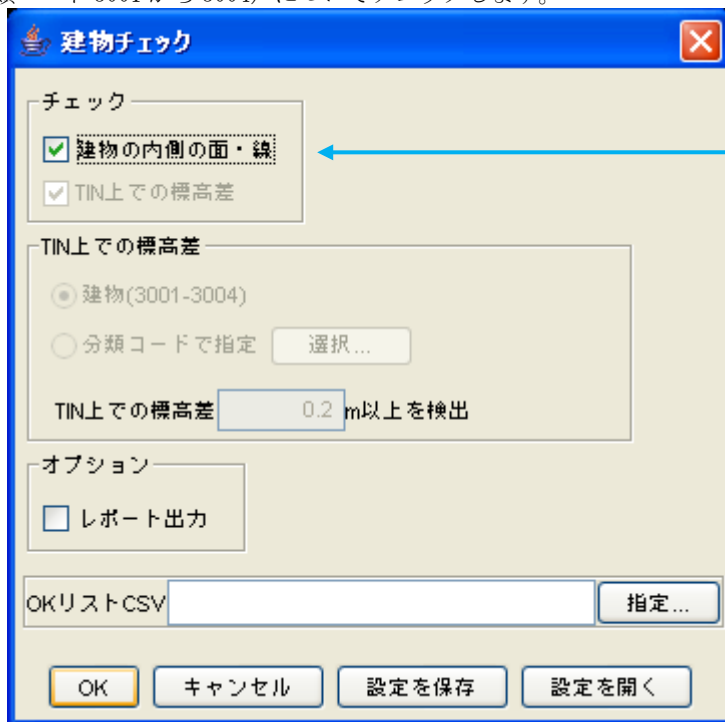 建物チェック
チェック
建物の内側の面・線
TIN上での標高差
TIN上での標高差
建物(3001-3004)
分類コードで指定 選択...
TIN上での標高差 0.2 m以上を検出
オプション
レポート出力
OKリストCSV 指定...
OK キャンセル 設定を保存 設定を開く